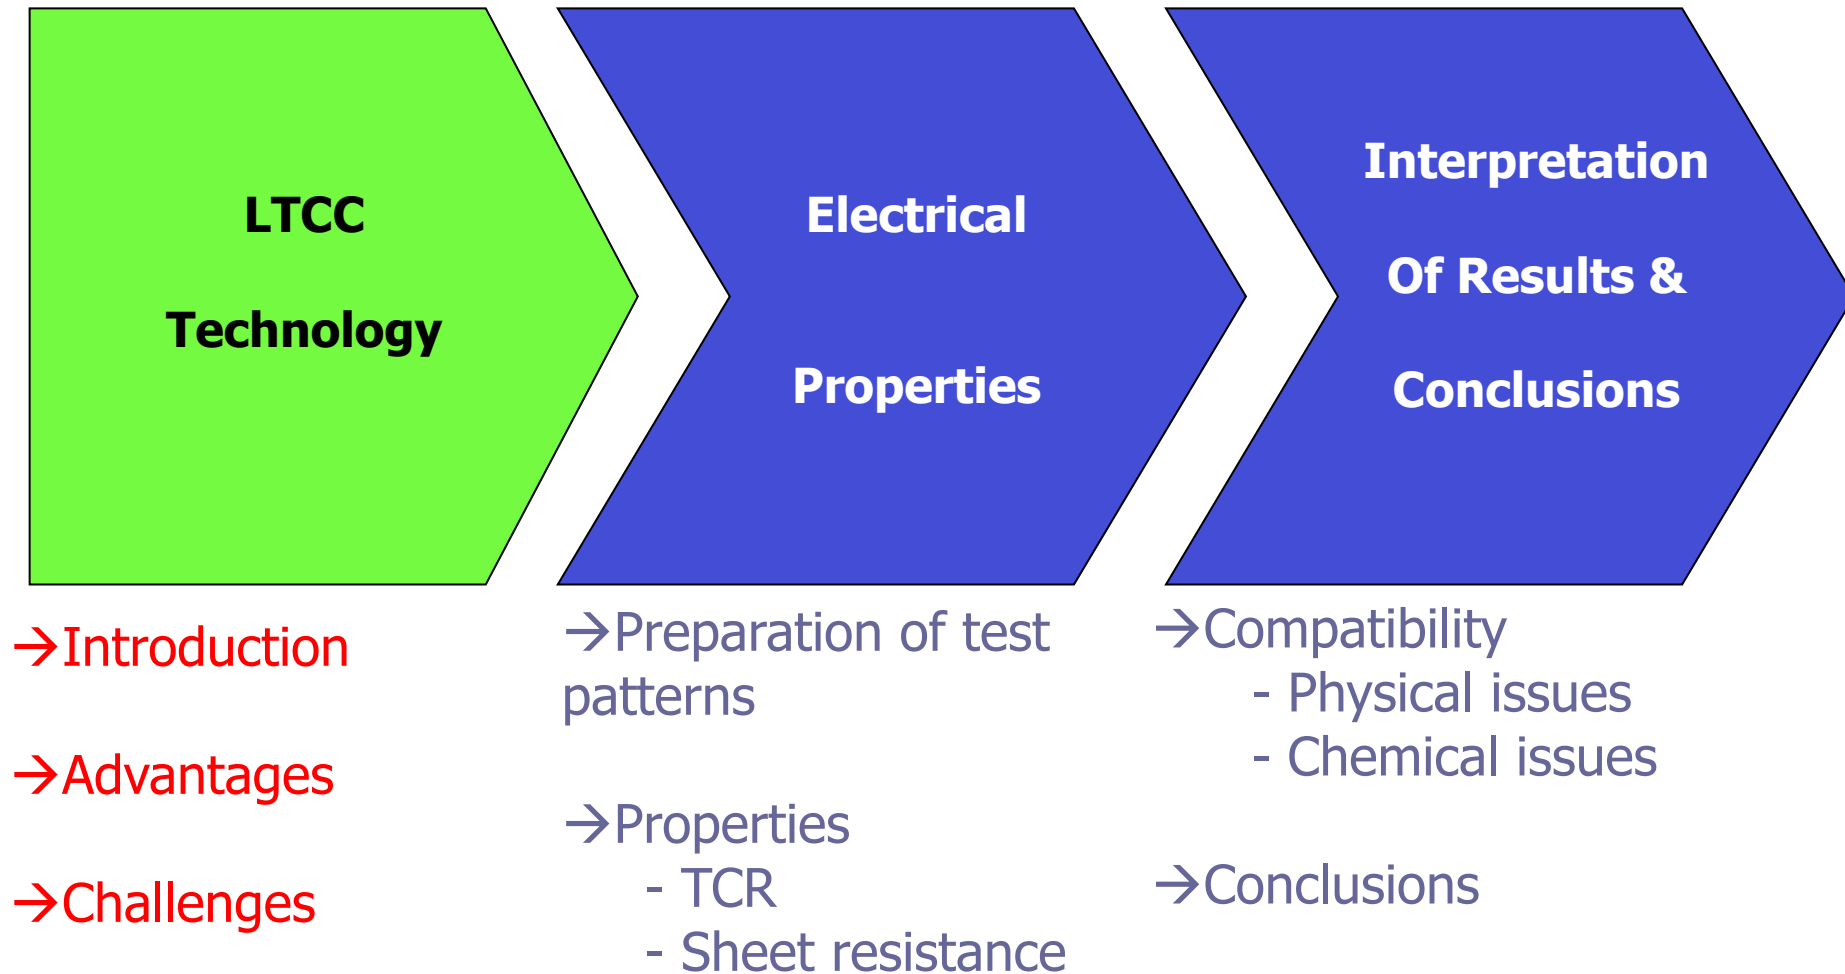 LTCC
Technology
→Introduction
→Advantages
→Challenges
Electrical
Properties
→Preparation of test
patterns
→Properties
- TCR
- Sheet resistance
Interpretation
Of Results &
Conclusions
→Compatibility
- Physical issues
- Chemical issues
→Conclusions